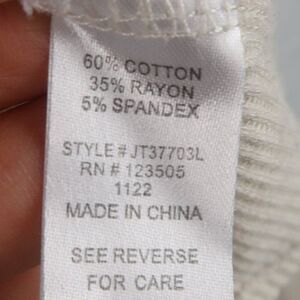 60% COTTON
35% RAYON
5% SPANDEX
STYLE # JT37703L
RN # 123505
1122
MADE IN CHINA
SEE REVERSE
FOR CARE